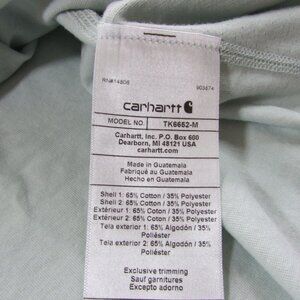 RN#14806
903574
carhartt
MODEL NO. TK6652-M
Carhartt, Inc. P.O. Box 600
Dearborn, MI 48121 USA
carhartt.com
Made in Guatemala
Fabriqué au Guatemala
Hecho en Guatemala
Shell 1: 65% Cotton / 35% Polyester
Shell 2: 65% Cotton / 35% Polyester
Extérieur 1: 65% Coton / 35% Polyester
Extérieur 2: 65% Coton / 35% Polyester
Tela exterior 1: 65% Algodón / 35%
Poliéster
Tela exterior 2: 65% Algodón / 35%
Poliéster
Exclusive trimming
Sauf garnitures
Excepto adorno